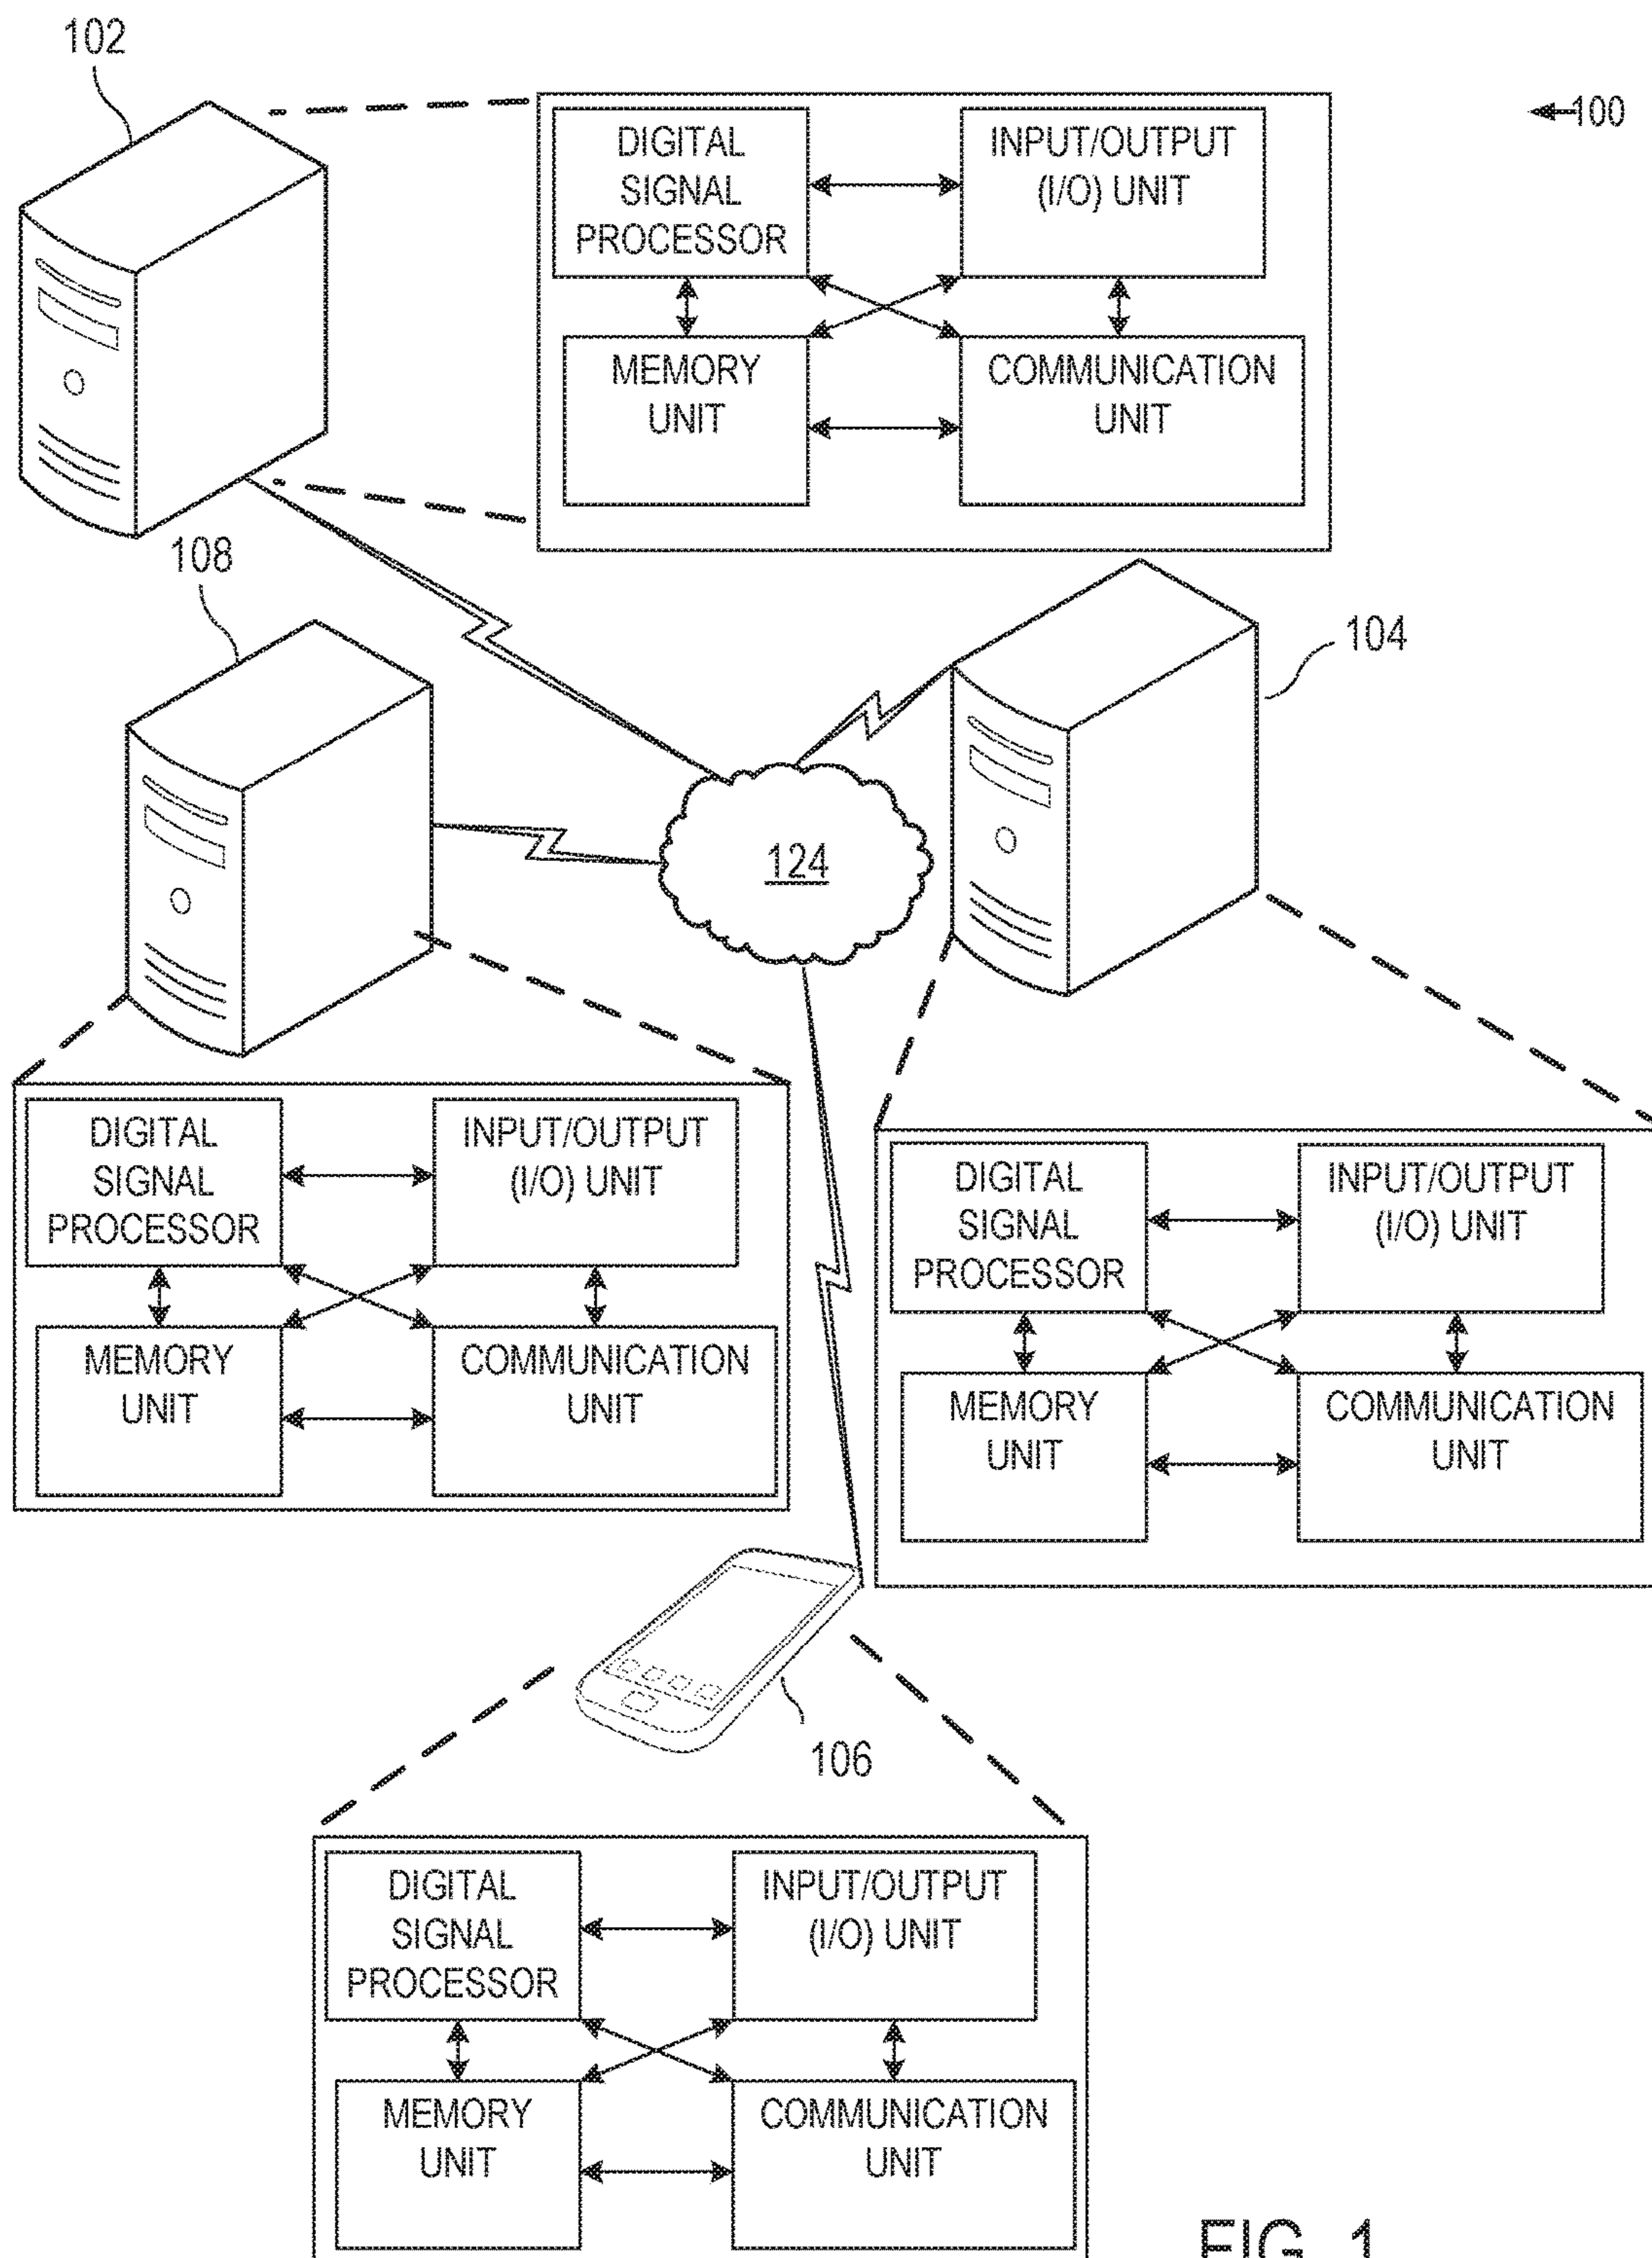 102
100
DIGITAL
SIGNAL
PROCESSOR
INPUT/OUTPUT
(I/O) UNIT
MEMORY
UNIT
COMMUNICATION
UNIT
108
104
124
DIGITAL
SIGNAL
PROCESSOR
INPUT/OUTPUT
(I/O) UNIT
MEMORY
UNIT
COMMUNICATION
UNIT
DIGITAL
SIGNAL
PROCESSOR
INPUT/OUTPUT
(I/O) UNIT
MEMORY
UNIT
COMMUNICATION
UNIT
106
DIGITAL
SIGNAL
PROCESSOR
INPUT/OUTPUT
(I/O) UNIT
MEMORY
UNIT
COMMUNICATION
UNIT
FIG. 1